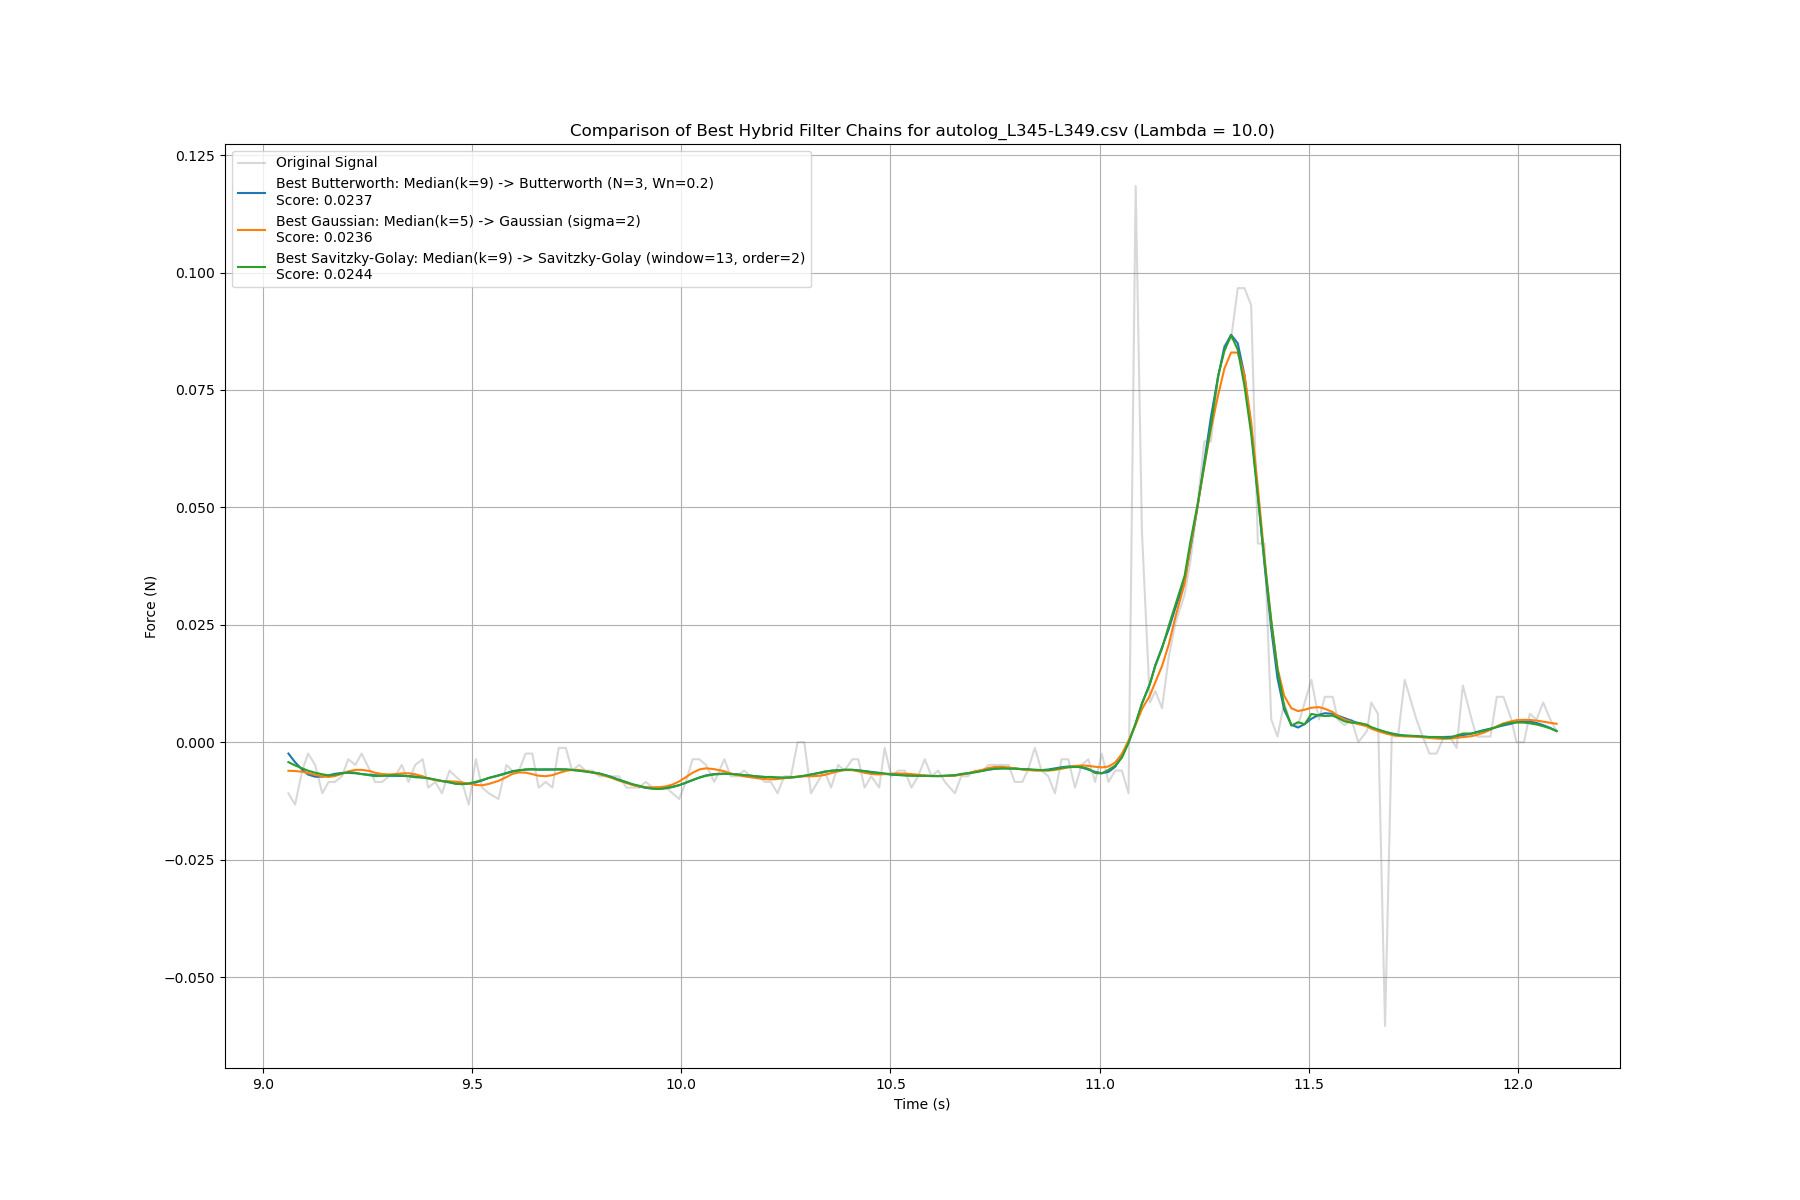 Comparison of Best Hybrid Filter Chains for autolog_L345-L349.csv (Lambda = 10.0)
Original Signal
Best Butterworth: Median(k=9) -> Butterworth (N=3, Wn=0.2)
Score: 0.0237
Best Gaussian: Median(k=5) -> Gaussian (sigma=2)
Score: 0.0236
Best Savitzky-Golay: Median(k=9) -> Savitzky-Golay (window=13, order=2)
Score: 0.0244
0.125
0.100
0.075
0.050
0.025
0.000
−0.025
−0.050
Force (N)
9.0 9.5 10.0 10.5 11.0 11.5 12.0
Time (s)